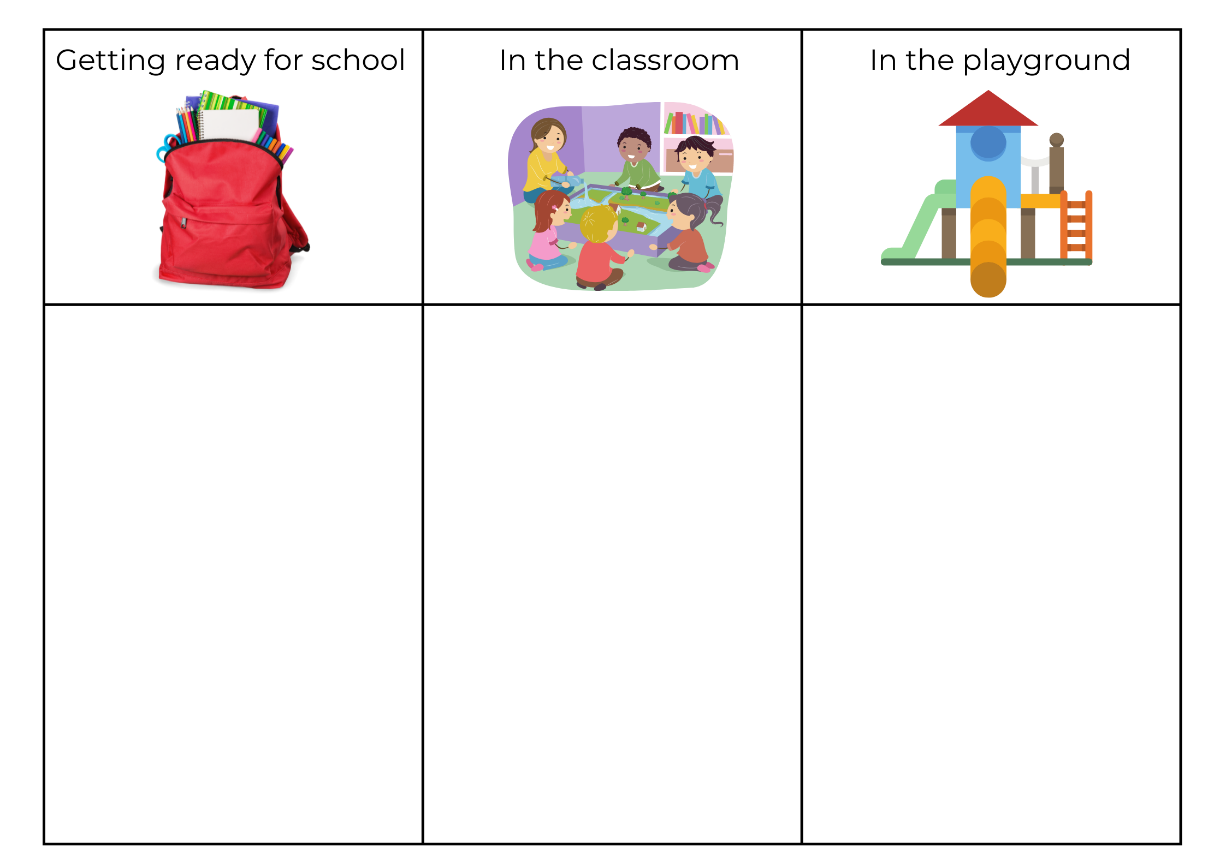 Getting ready for school
In the classroom
In the playground